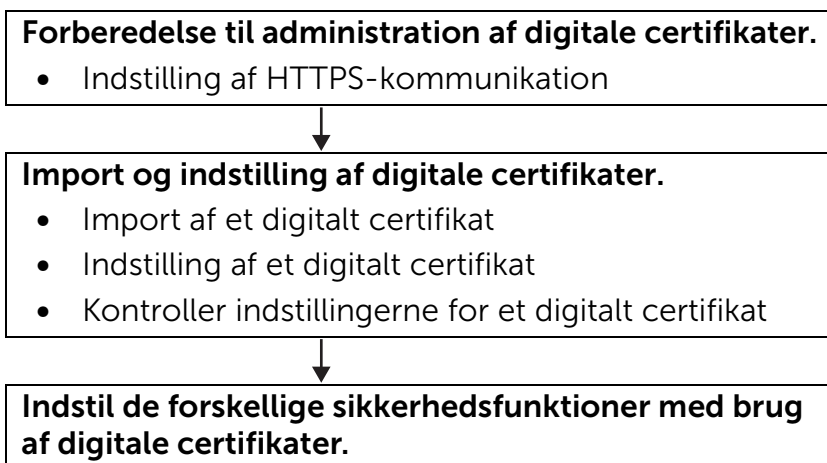 Forberedelse til administration af digitale certifikater.
• Indstilling af HTTPS-kommunikation
Import og indstilling af digitale certifikater.
• Import af et digitalt certifikat
• Indstilling af et digitalt certifikat
• Kontroller indstillingerne for et digitalt certifikat
Indstil de forskellige sikkerhedsfunktioner med brug
af digitale certifikater.